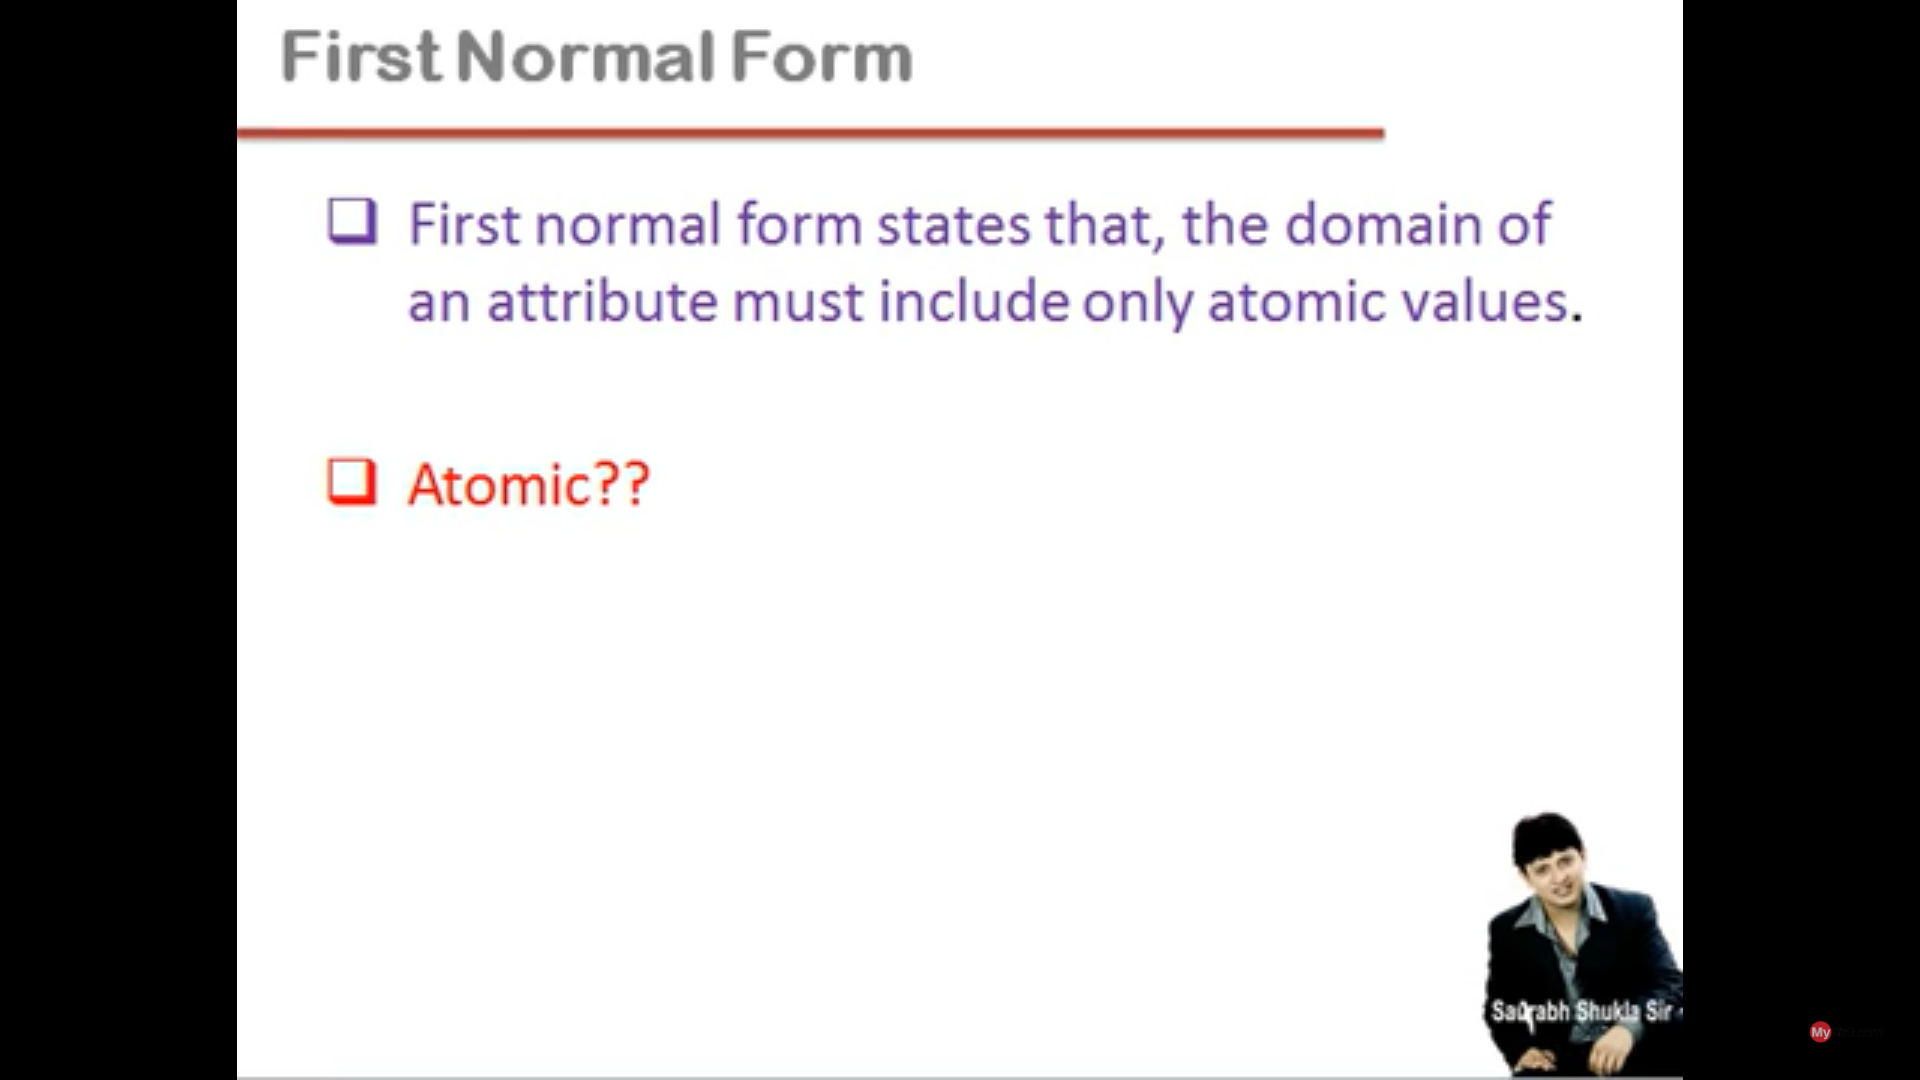 First Normal Form
First normal form states that, the domain of
an attribute must include only atomic values.
Atomic??
Saurabh Shukla Sir
My